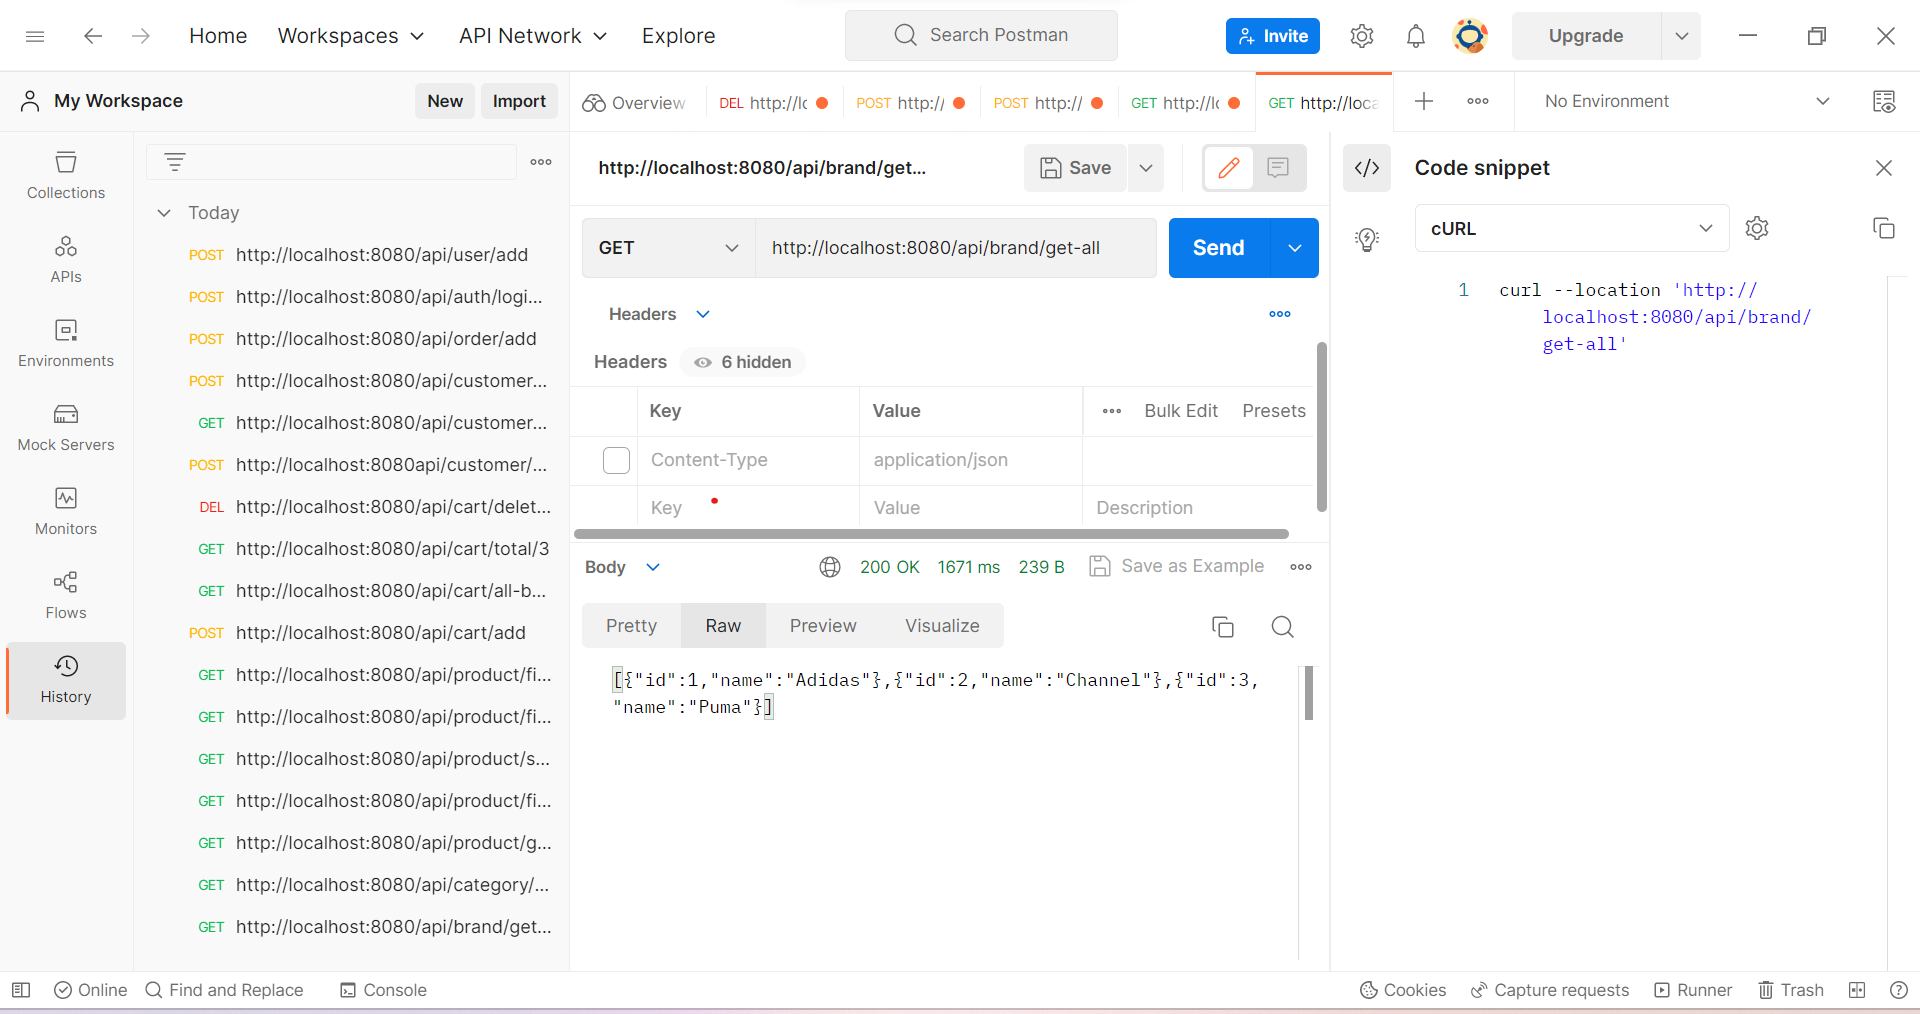 Home Workspaces API Network Explore Search Postman Invite Upgrade
My Workspace New Import
Overview DEL http://lc POST http:// POST http:// GET http://lc GET http://loca No Environment
Collections
APIs
Environments
Mock Servers
Monitors
Flows
History
Today
POST http://localhost:8080/api/user/add
POST http://localhost:8080/api/auth/logi...
POST http://localhost:8080/api/order/add
POST http://localhost:8080/api/customer...
GET http://localhost:8080/api/customer...
POST http://localhost:8080api/customer/...
DEL http://localhost:8080/api/cart/delet...
GET http://localhost:8080/api/cart/total/3
GET http://localhost:8080/api/cart/all-b...
POST http://localhost:8080/api/cart/add
GET http://localhost:8080/api/product/fi...
GET http://localhost:8080/api/product/fi...
GET http://localhost:8080/api/product/s...
GET http://localhost:8080/api/product/fi...
GET http://localhost:8080/api/product/g...
GET http://localhost:8080/api/category/...
GET http://localhost:8080/api/brand/get...
http://localhost:8080/api/brand/get... Save
GET http://localhost:8080/api/brand/get-all Send
Headers
Headers 6 hidden
Key Value Bulk Edit Presets
Content-Type application/json
Key Value Description
Body 200 OK 1671 ms 239 B Save as Example
Pretty Raw Preview Visualize
[{"id":1,"name":"Adidas"},{"id":2,"name":"Channel"},{"id":3,
"name":"Puma"}]
Code snippet
cURL
1 curl --location 'http://
localhost:8080/api/brand/
get-all'
Online Find and Replace Console Cookies Capture requests Runner Trash